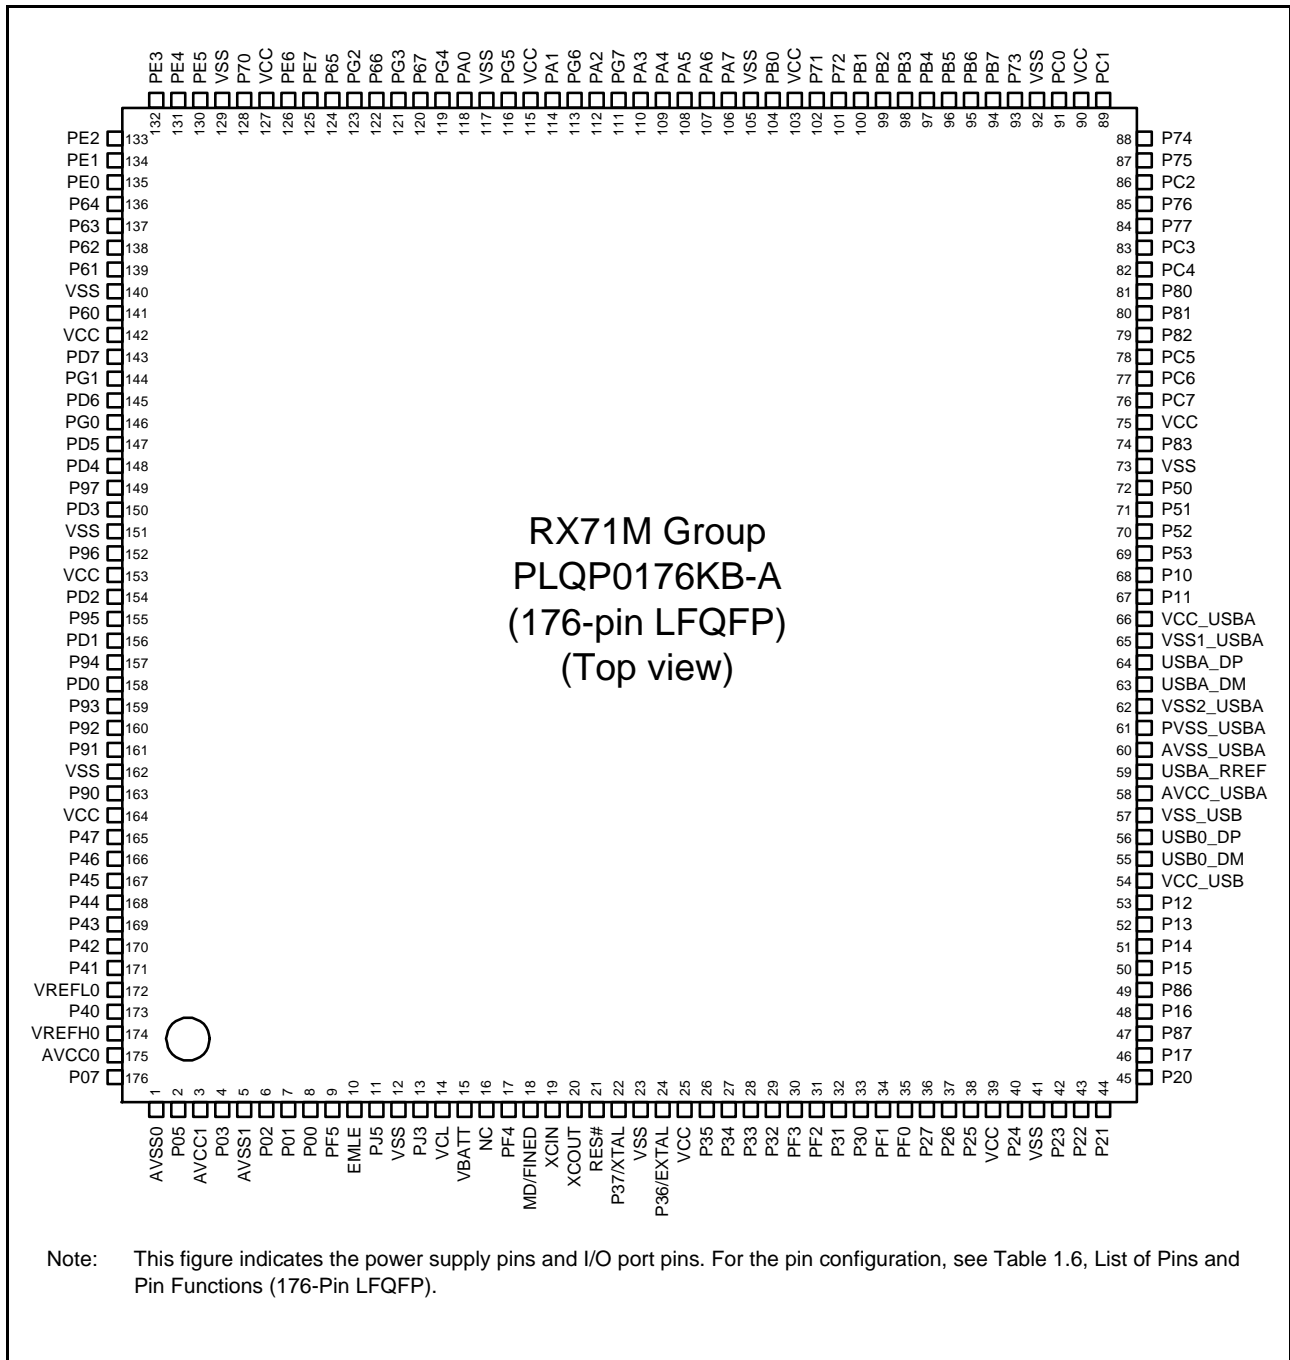 PE3 PE4 PE5 VSS P70 VCC PE6 PE7 P65 PG2 P66 PG3 P67 PG4 PA0 VSS PG5 VCC PA1 PG6 PA2 PG7 PA3 PA4 PA5 PA6 PA7 VSS PB0 VCC P71 P72 PB1 PB2 PB3 PB4 PB5 PB6 PB7 P73 VSS PC0 VCC PC1
132 131 130 129 128 127 126 125 124 123 122 121 120 119 118 117 116 115 114 113 112 111 110 109 108 107 106 105 104 103 102 101 100 99 98 97 96 95 94 93 92 91 90 89
PE2 133 88 P74
PE1 134 87 P75
PE0 135 86 PC2
P64 136 85 P76
P63 137 84 P77
P62 138 83 PC3
P61 139 82 PC4
VSS 140 81 P80
P60 141 80 P81
VCC 142 79 P82
PD7 143 78 PC5
PG1 144 77 PC6
PD6 145 76 PC7
PG0 146 75 VCC
PD5 147 74 P83
PD4 148 73 VSS
P97 149 72 P50
PD3 150 71 P51
VSS 151 70 P52
P96 152 69 P53
VCC 153 68 P10
PD2 154 67 P11
P95 155 66 VCC_USBA
PD1 156 65 VSS1_USBA
P94 157 64 USBA_DP
PD0 158 63 USBA_DM
P93 159 62 VSS2_USBA
P92 160 61 PVSS_USBA
P91 161 60 AVSS_USBA
VSS 162 59 USBA_RREF
P90 163 58 AVCC_USBA
VCC 164 57 VSS_USB
P47 165 56 USB0_DP
P46 166 55 USB0_DM
P45 167 54 VCC_USB
P44 168 53 P12
P43 169 52 P13
P42 170 51 P14
P41 171 50 P15
VREFL0 172 49 P86
P40 173 48 P16
VREFH0 174 47 P87
AVCC0 175 46 P17
P07 176 45 P20
RX71M Group
PLQP0176KB-A
(176-pin LFQFP)
(Top view)
1 2 3 4 5 6 7 8 9 10 11 12 13 14 15 16 17 18 19 20 21 22 23 24 25 26 27 28 29 30 31 32 33 34 35 36 37 38 39 40 41 42 43 44
AVSS0 P05 AVCC1 P03 AVSS1 P02 P01 P00 PF5 EMLE PJ5 VSS PJ3 VCL VBATT NC PF4 MD/FINED XCIN XCOUT RES# P37/XTAL VSS P36/EXTAL VCC P35 P34 P33 P32 PF3 PF2 P31 P30 PF1 PF0 P27 P26 P25 VCC P24 VSS P23 P22 P21
Note: This figure indicates the power supply pins and I/O port pins. For the pin configuration, see Table 1.6, List of Pins and
Pin Functions (176-Pin LFQFP).